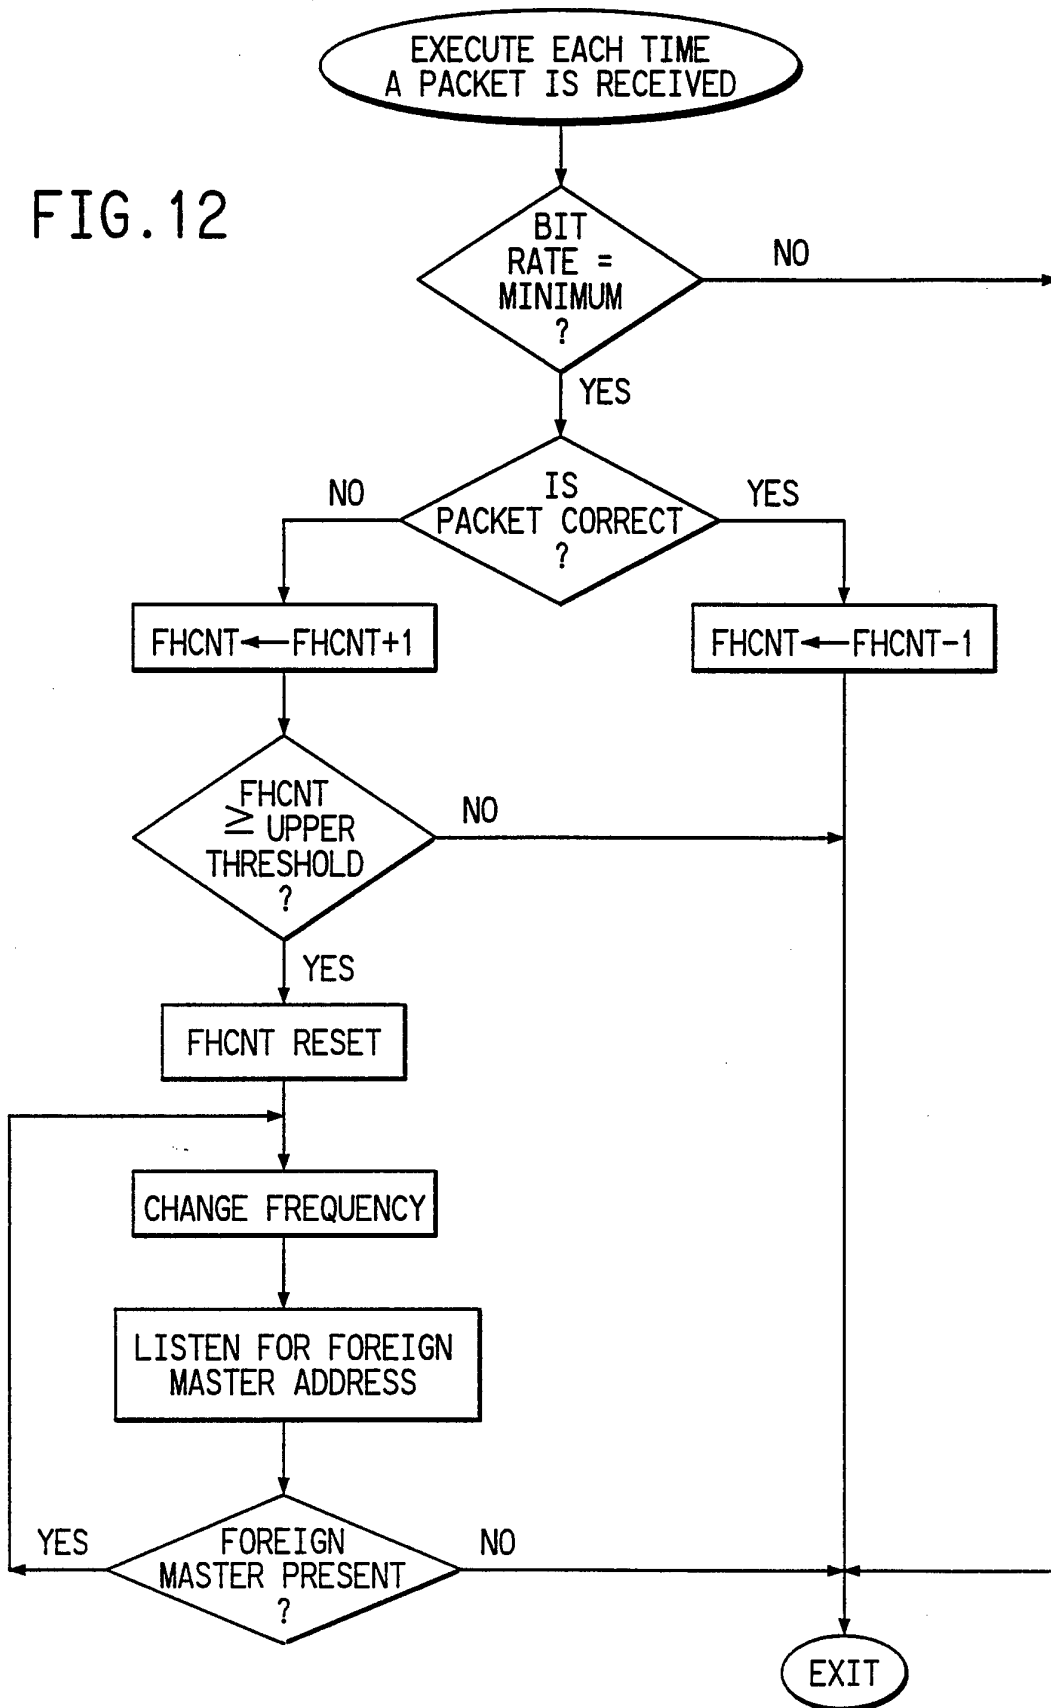 EXECUTE EACH TIME
A PACKET IS RECEIVED
FIG.12
BIT
RATE =
MINIMUM
?
NO
YES
IS
PACKET CORRECT
?
NO
YES
FHCNT←FHCNT+1
FHCNT←FHCNT-1
FHCNT
≥ UPPER
THRESHOLD
?
NO
YES
FHCNT RESET
CHANGE FREQUENCY
LISTEN FOR FOREIGN
MASTER ADDRESS
FOREIGN
MASTER PRESENT
?
YES
NO
EXIT